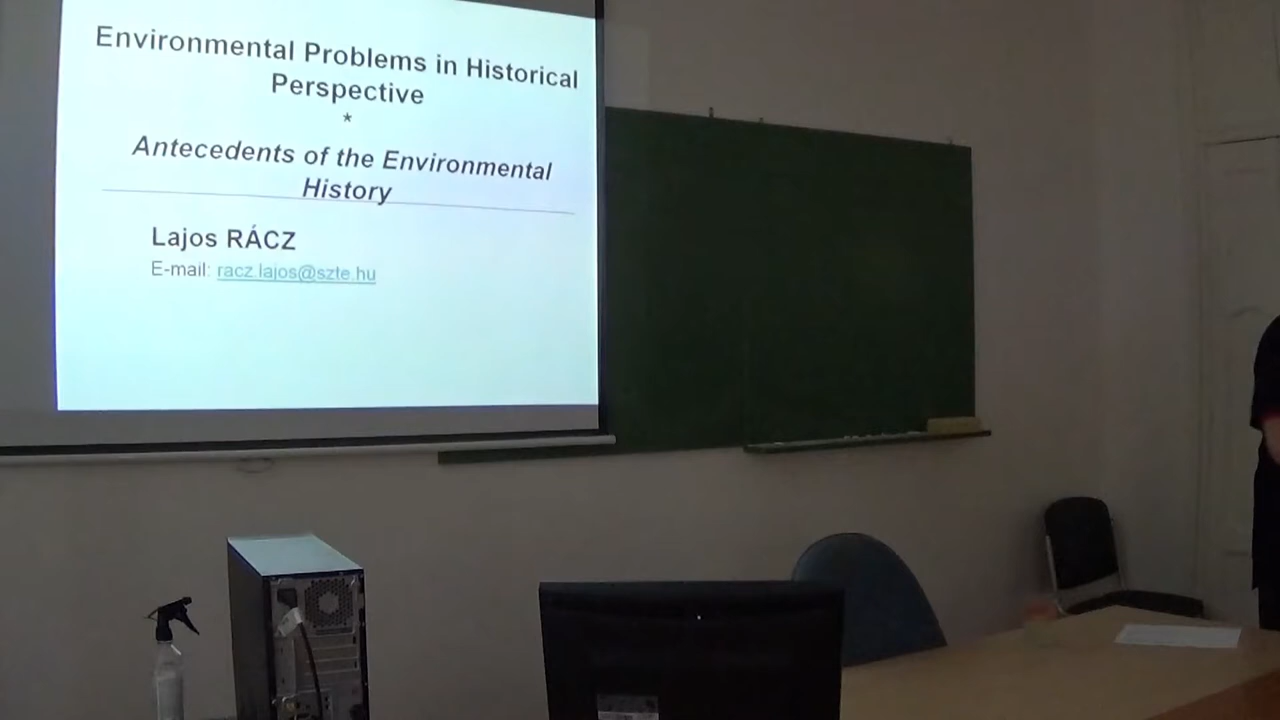 Environmental Problems in Historical
Perspective
*
Antecedents of the Environmental
History
Lajos RÁCZ
E-mail: racz.lajos@szte.hu